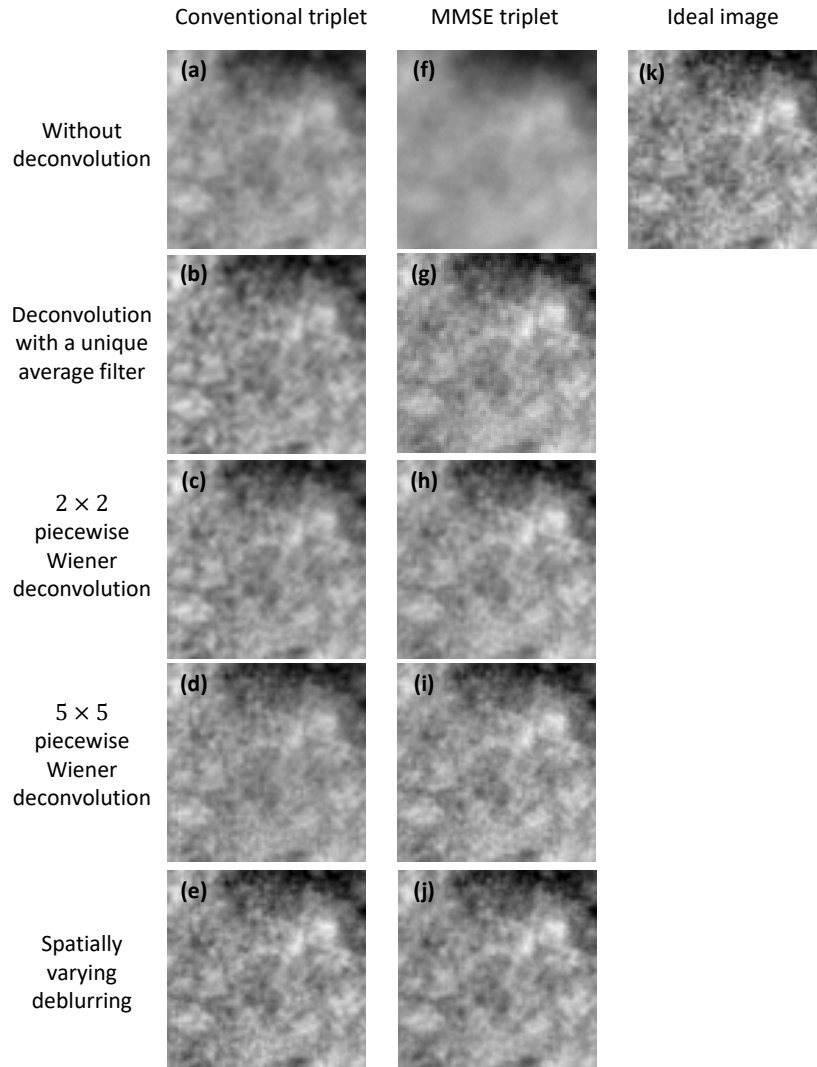 Conventional triplet
MMSE triplet
Ideal image
Without
deconvolution
(a)
(f)
(k)
Deconvolution
with a unique
average filter
(b)
(g)
2 × 2
piecewise
Wiener
deconvolution
(c)
(h)
5 × 5
piecewise
Wiener
deconvolution
(d)
(i)
Spatially
varying
deblurring
(e)
(j)